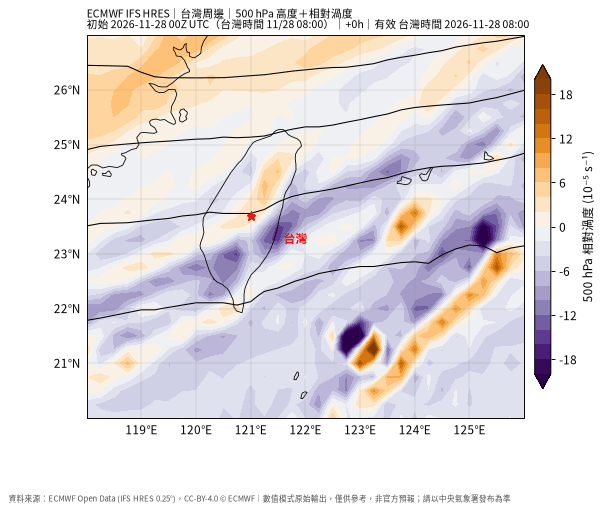 ECMWF IFS HRES｜台灣周邊｜500 hPa 高度＋相對渦度
初始 2026-11-28 00Z UTC（台灣時間 11/28 08:00）｜+0h｜有效 台灣時間 2026-11-28 08:00
26°N
25°N
24°N
23°N
22°N
21°N
119°E
120°E
121°E
122°E
123°E
124°E
125°E
台灣
18
12
6
0
-6
-12
-18
500 hPa 相對渦度 (10⁻⁵ s⁻¹)
資料來源：ECMWF Open Data (IFS HRES 0.25°)，CC-BY-4.0 © ECMWF｜數值模式原始輸出，僅供參考，非官方預報；請以中央氣象署發布為準